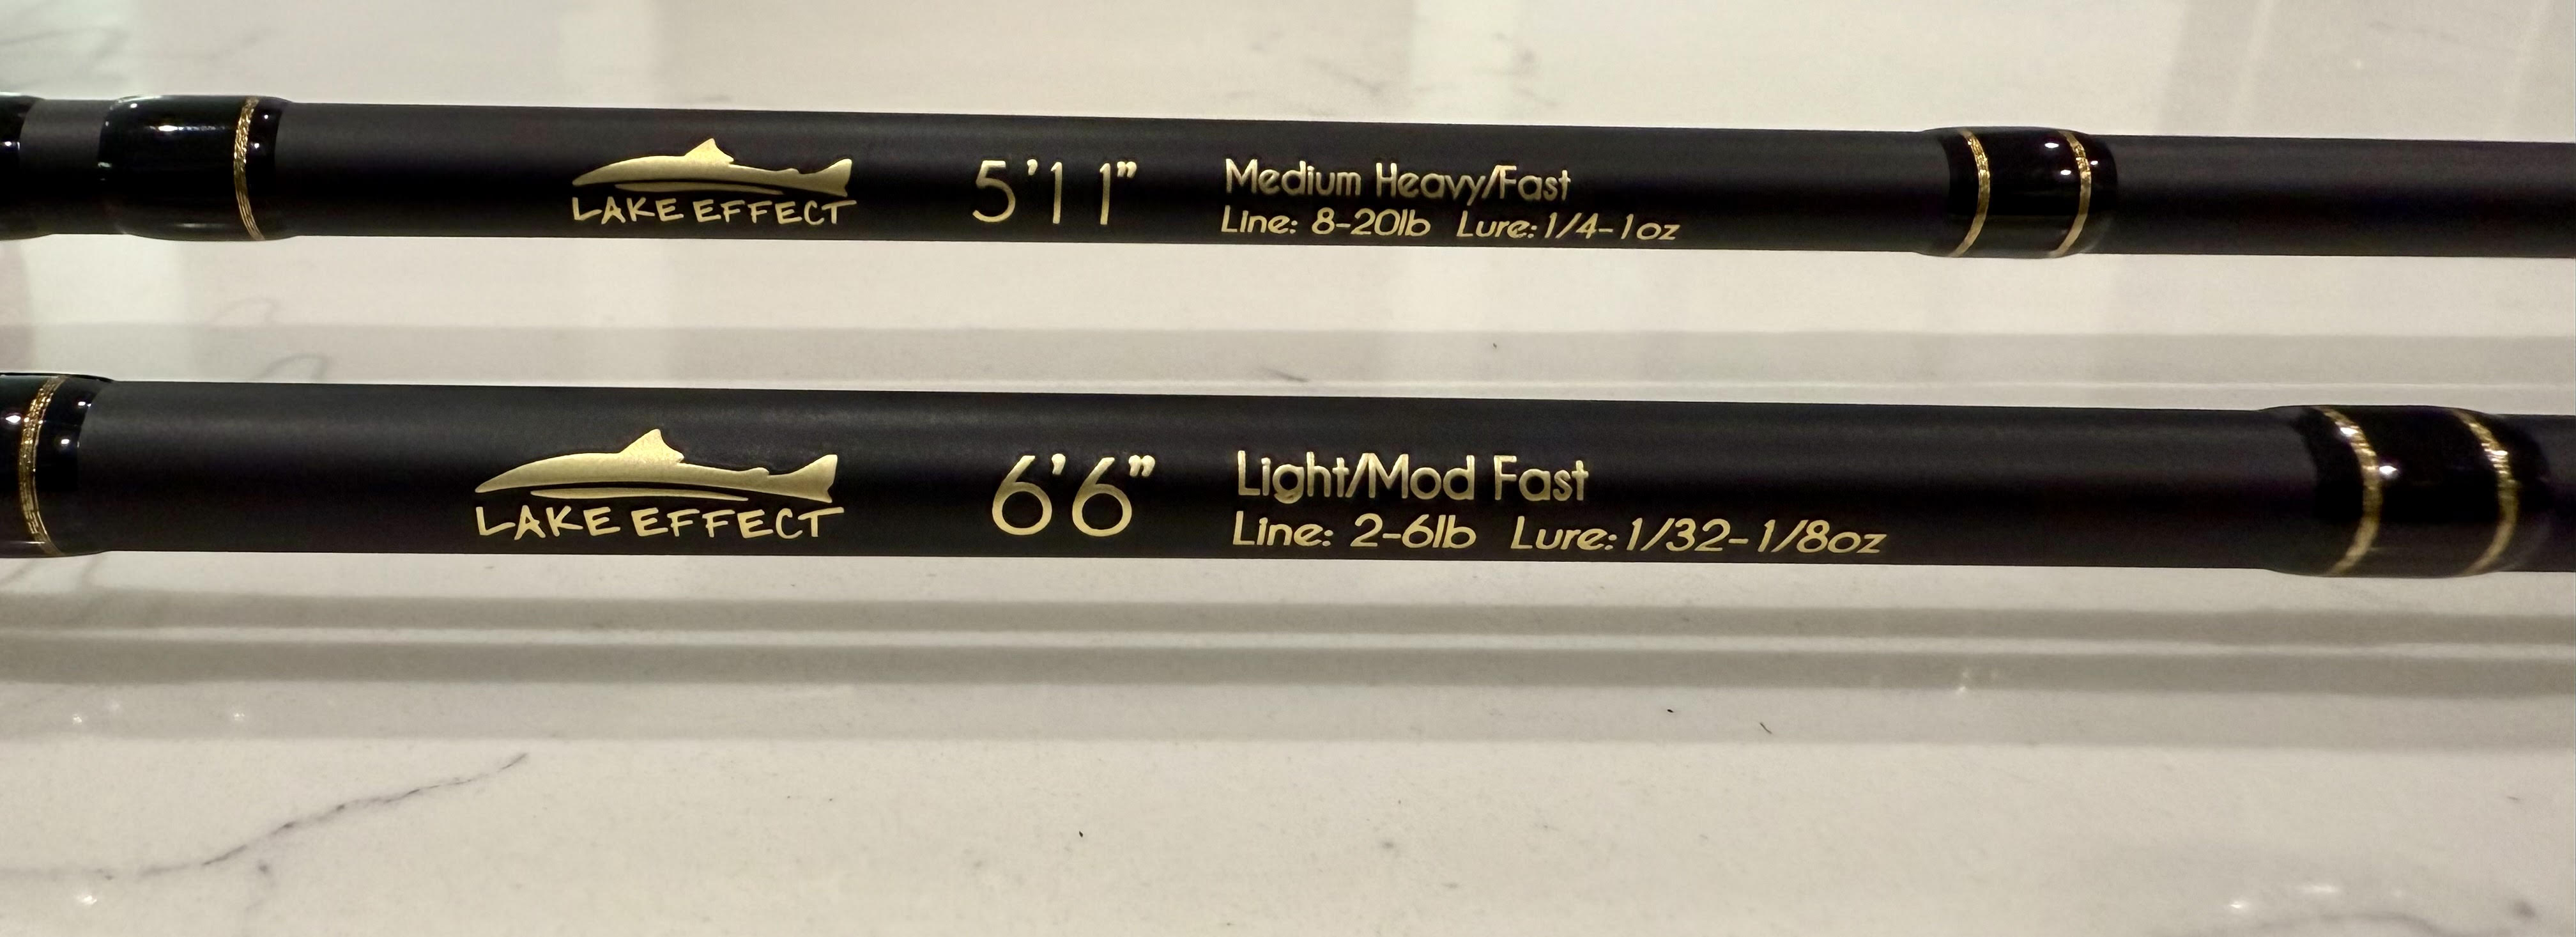 LAKE EFFECT
5'11"
Medium Heavy/Fast
Line: 8-20lb Lure: 1/4-1oz
LAKE EFFECT
6'6"
Light/Mod Fast
Line: 2-6lb Lure: 1/32-1/8oz